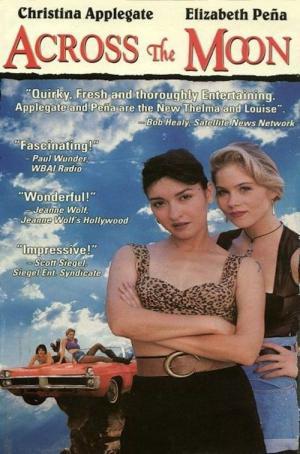 Christina Applegate Elizabeth Peña
ACROSS THE MOON
"Quirky, Fresh and thoroughly Entertaining.
Applegate and Peña are the New Thelma and Louise".
– Bob Healy, Satellite News Network
"Fascinating!"
– Paul Wunder,
WBAI Radio
"Wonderful!"
– Jeanne Wolf,
Jeanne Wolf's Hollywood
"Impressive!"
– Scott Siegel
Siegel Ent. Syndicate